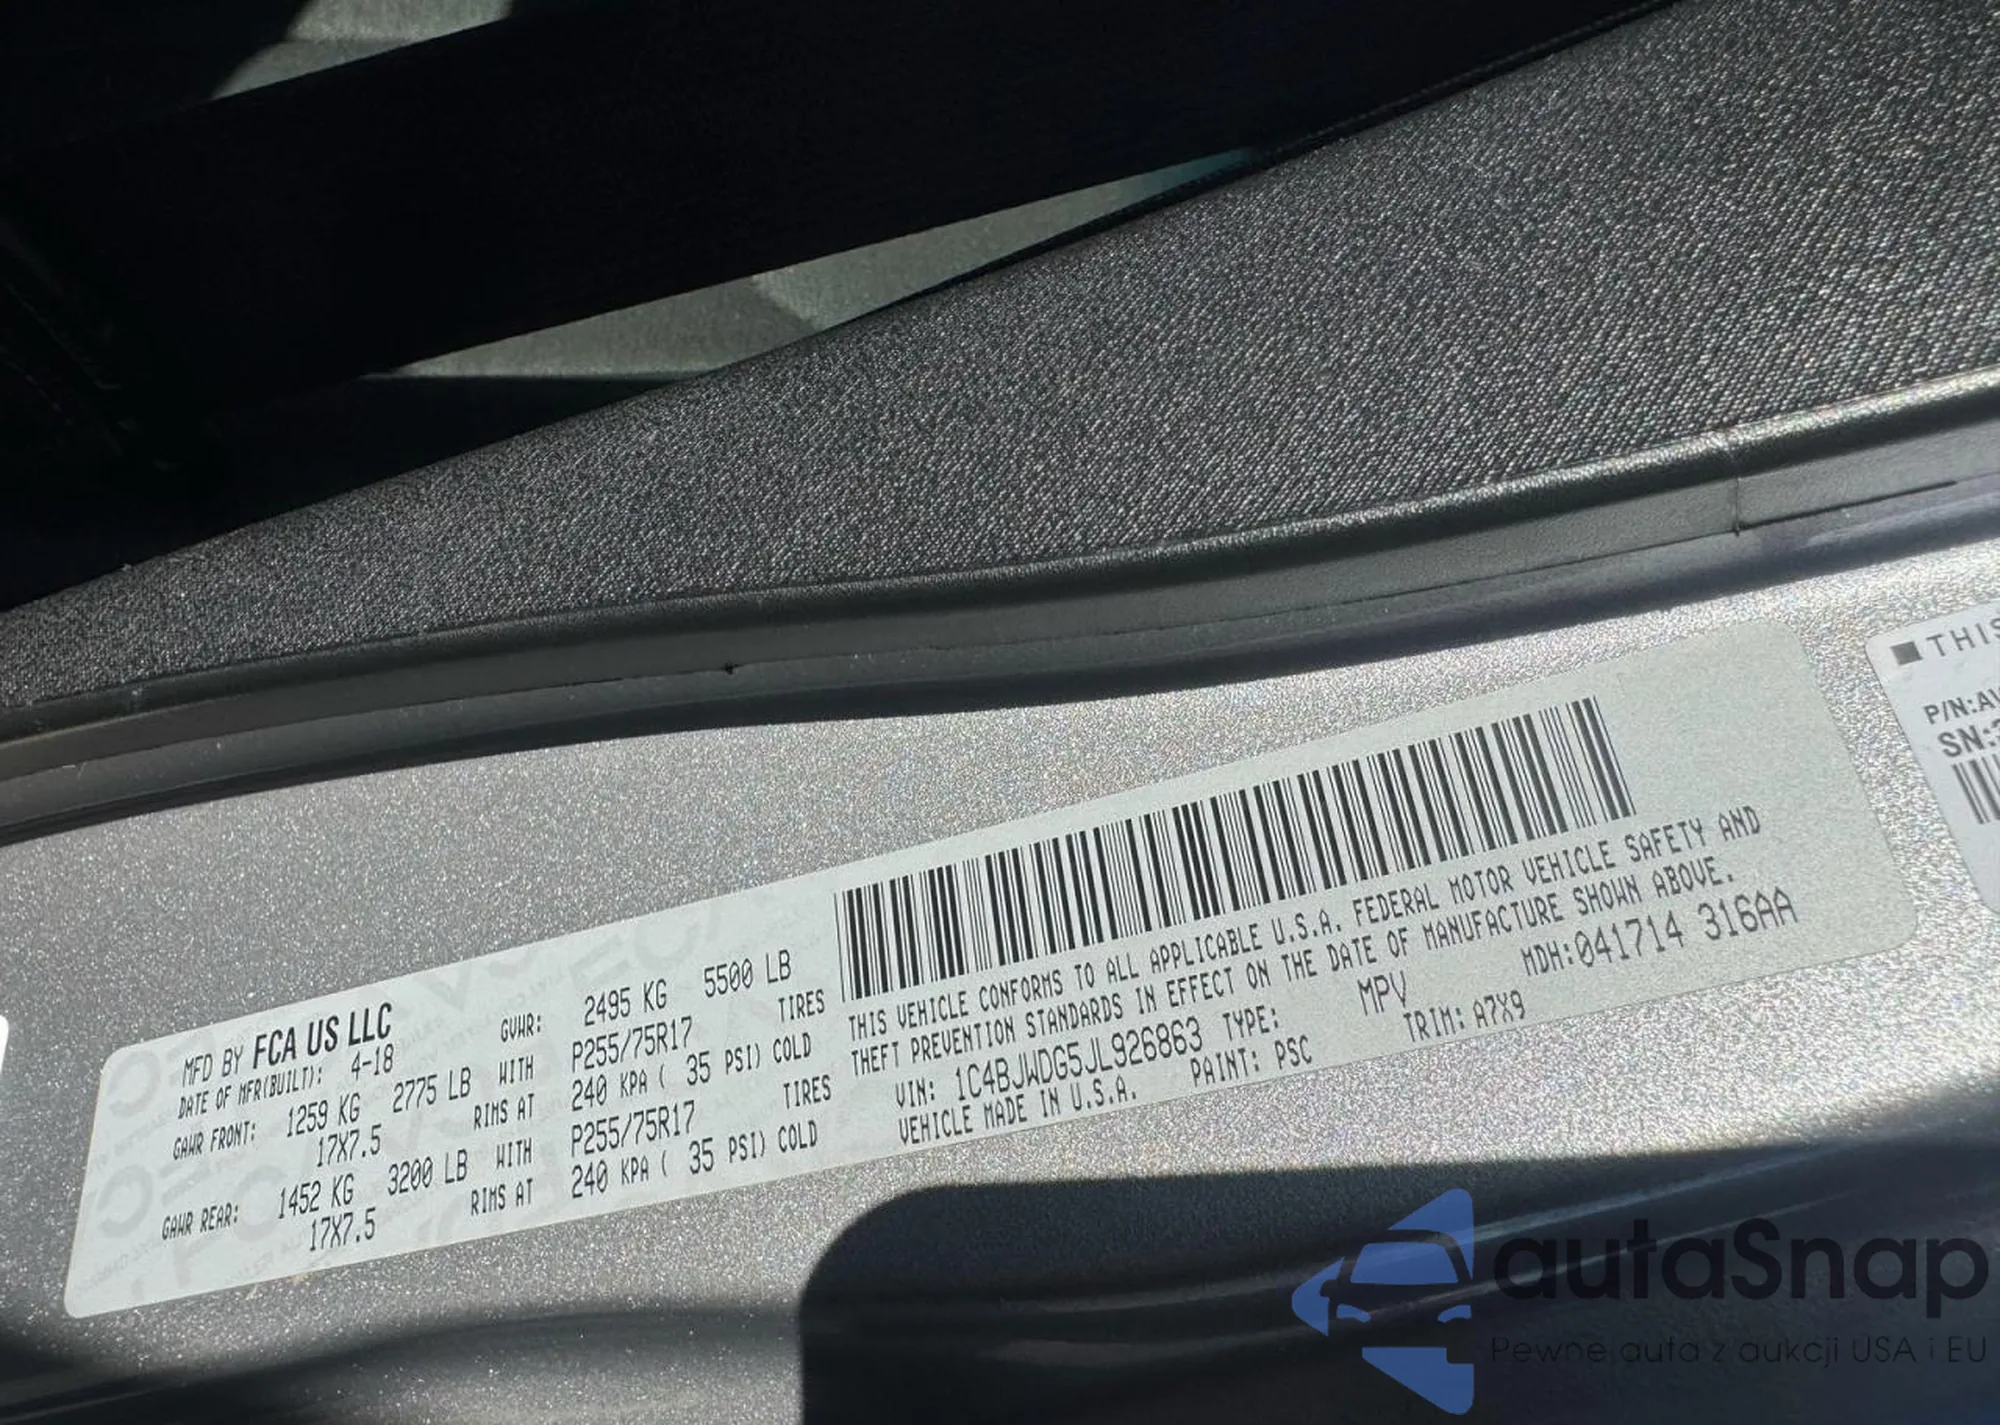 MFD BY FCA US LLC
DATE OF MFR(BUILT): 4-18 GVWR: 2495 KG 5500 LB
GAWR FRONT: 1259 KG 2775 LB WITH P255/75R17 TIRES
17X7.5 RIMS AT 240 KPA ( 35 PSI) COLD
GAWR REAR: 1452 KG 3200 LB WITH P255/75R17 TIRES
17X7.5 RIMS AT 240 KPA ( 35 PSI) COLD
THIS VEHICLE CONFORMS TO ALL APPLICABLE U.S.A. FEDERAL MOTOR VEHICLE SAFETY AND
THEFT PREVENTION STANDARDS IN EFFECT ON THE DATE OF MANUFACTURE SHOWN ABOVE.
VIN: 1C4BJWDG5JL926863 TYPE: MPV MDH:041714 316AA
VEHICLE MADE IN U.S.A. PAINT: PSC TRIM: A7X9
THIS
P/N:AV
SN:3
autaSnap
Pewne auta z aukcji USA i EU